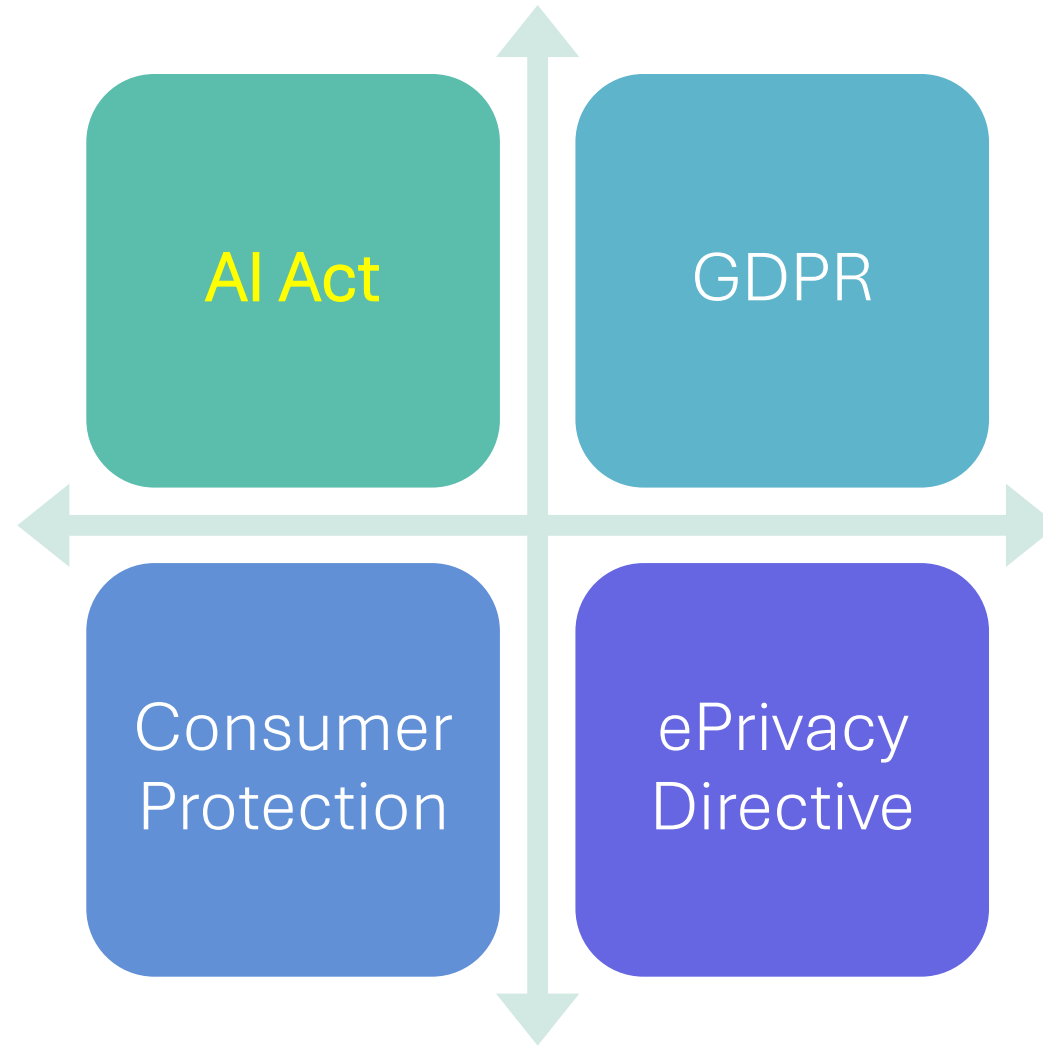 AI Act
GDPR
Consumer
Protection
ePrivacy
Directive